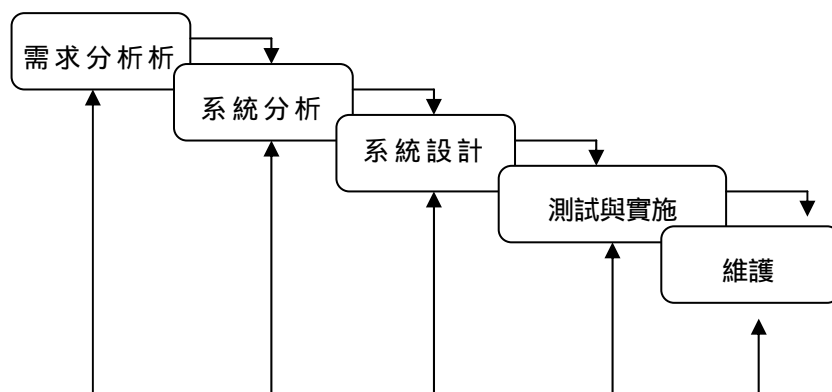 需求分析析
系統分析
系統設計
測試與實施
維護